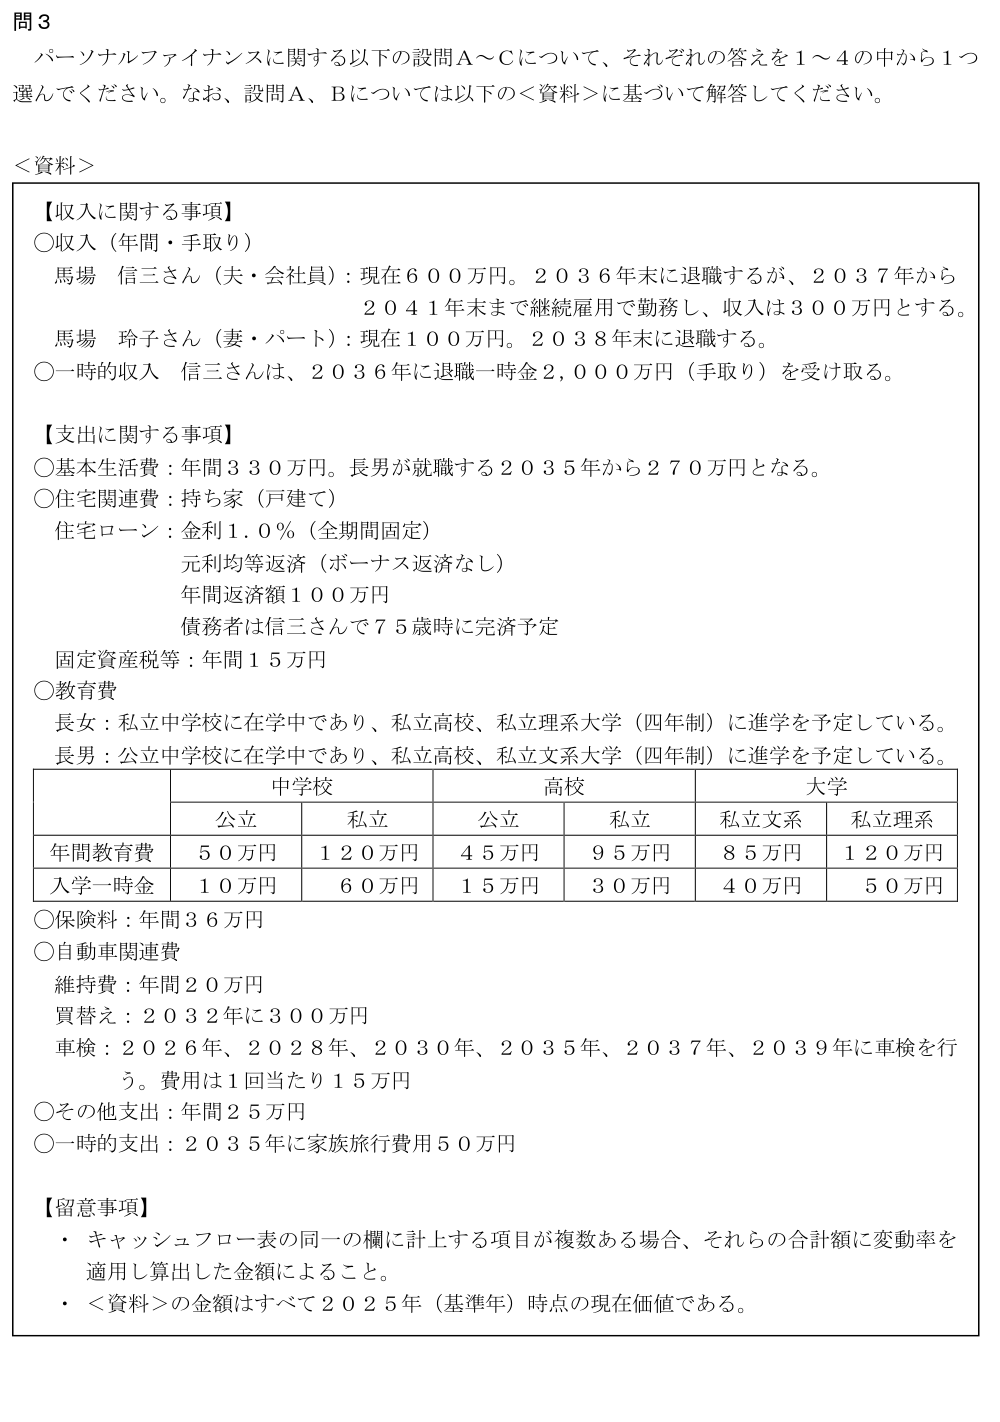 問３
パーソナルファイナンスに関する以下の設問Ａ～Ｃについて、それぞれの答えを１～４の中から１つ
選んでください。なお、設問Ａ、Ｂについては以下の＜資料＞に基づいて解答してください。
＜資料＞
【収入に関する事項】
○収入（年間・手取り）
馬場　信三さん（夫・会社員）：現在６００万円。２０３６年末に退職するが、２０３７年から
２０４１年末まで継続雇用で勤務し、収入は３００万円とする。
馬場　玲子さん（妻・パート）：現在１００万円。２０３８年末に退職する。
○一時的収入　信三さんは、２０３６年に退職一時金２,０００万円（手取り）を受け取る。
【支出に関する事項】
○基本生活費：年間３３０万円。長男が就職する２０３５年から２７０万円となる。
○住宅関連費：持ち家（戸建て）
住宅ローン：金利１.０％（全期間固定）
元利均等返済（ボーナス返済なし）
年間返済額１００万円
債務者は信三さんで７５歳時に完済予定
固定資産税等：年間１５万円
○教育費
長女：私立中学校に在学中であり、私立高校、私立理系大学（四年制）に進学を予定している。
長男：公立中学校に在学中であり、私立高校、私立文系大学（四年制）に進学を予定している。
中学校　高校　大学
公立　私立　公立　私立　私立文系　私立理系
年間教育費　５０万円　１２０万円　４５万円　９５万円　８５万円　１２０万円
入学一時金　１０万円　６０万円　１５万円　３０万円　４０万円　５０万円
○保険料：年間３６万円
○自動車関連費
維持費：年間２０万円
買替え：２０３２年に３００万円
車検：２０２６年、２０２８年、２０３０年、２０３５年、２０３７年、２０３９年に車検を行
う。費用は１回当たり１５万円
○その他支出：年間２５万円
○一時的支出：２０３５年に家族旅行費用５０万円
【留意事項】
・ キャッシュフロー表の同一の欄に計上する項目が複数ある場合、それらの合計額に変動率を
適用し算出した金額によること。
・ ＜資料＞の金額はすべて２０２５年（基準年）時点の現在価値である。